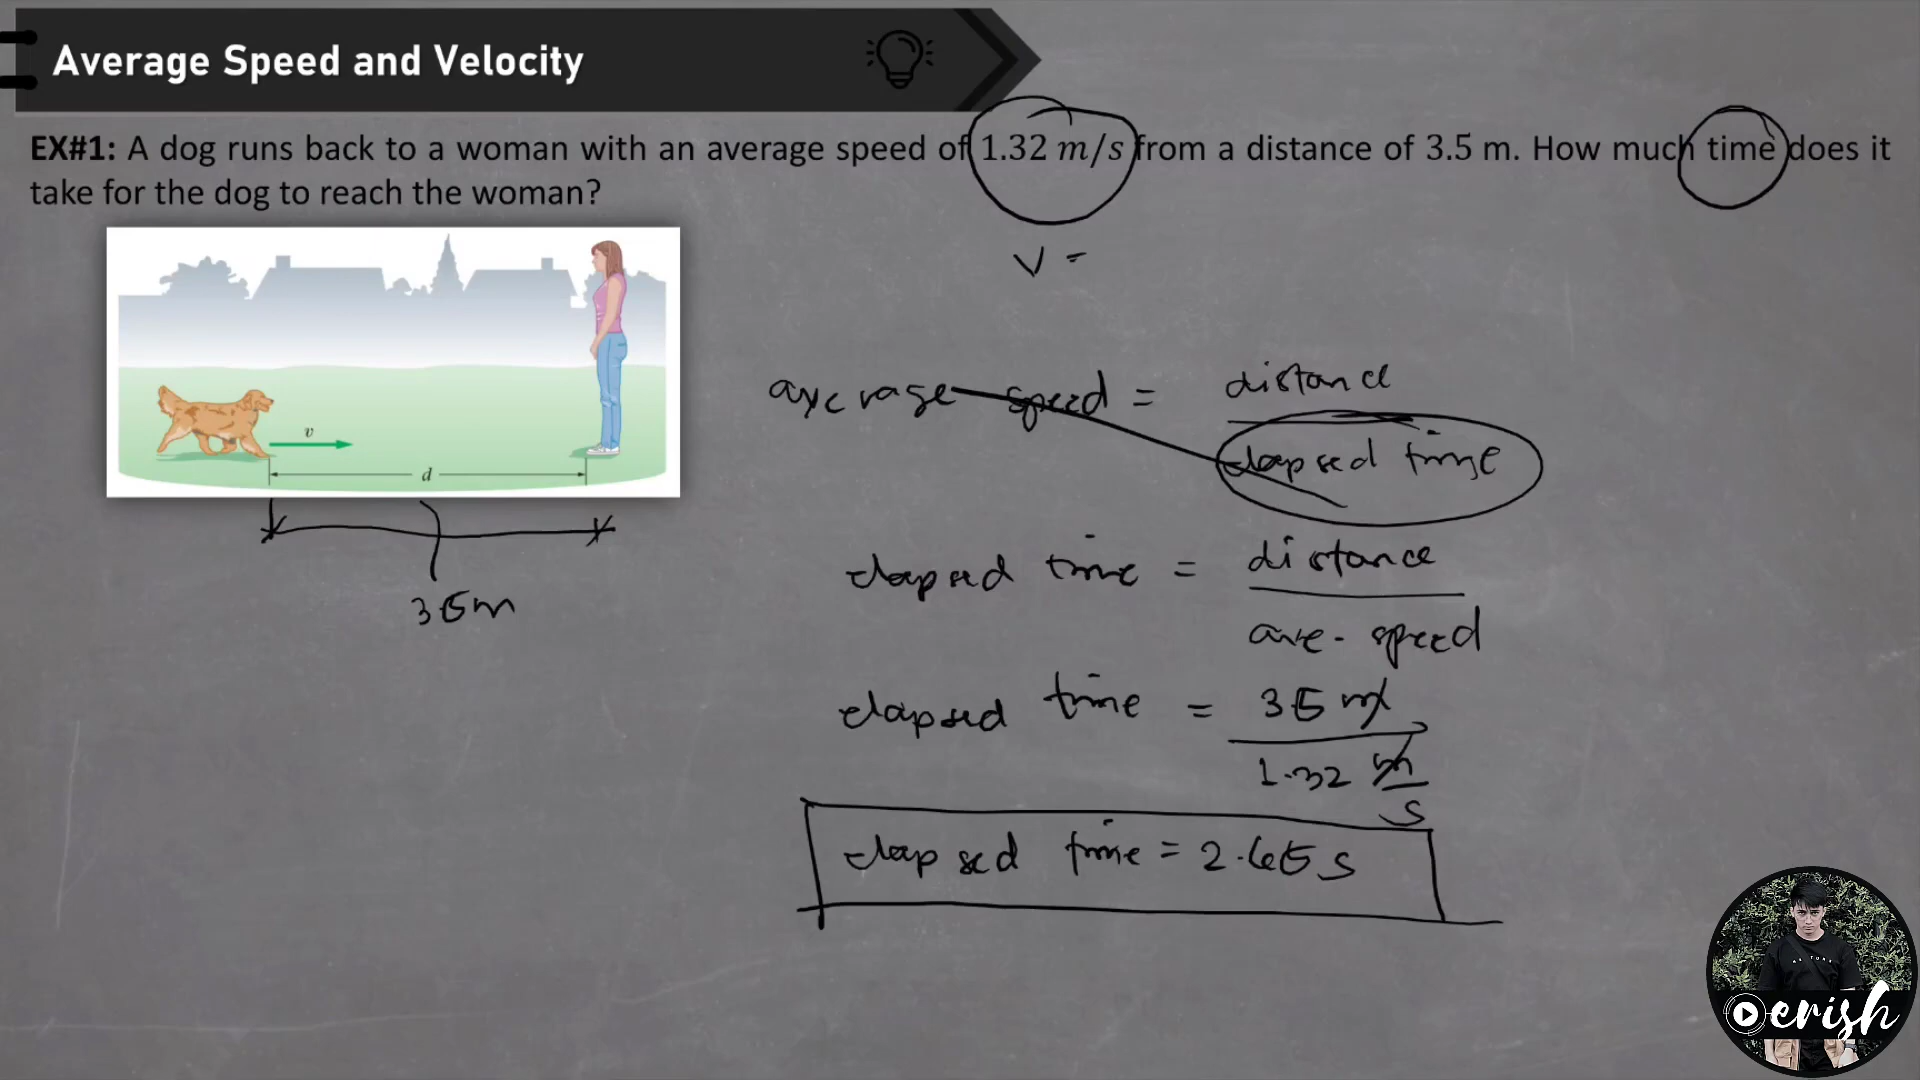 Average Speed and Velocity
EX#1: A dog runs back to a woman with an average speed of 1.32 m/s from a distance of 3.5 m. How much time does it
take for the dog to reach the woman?
v =
v
d
3.5m
average speed = distance
elapsed time
elapsed time = distance
ave. speed
elapsed time = 3.5 m
1.32 m
s
elapsed time = 2.65 s
erish